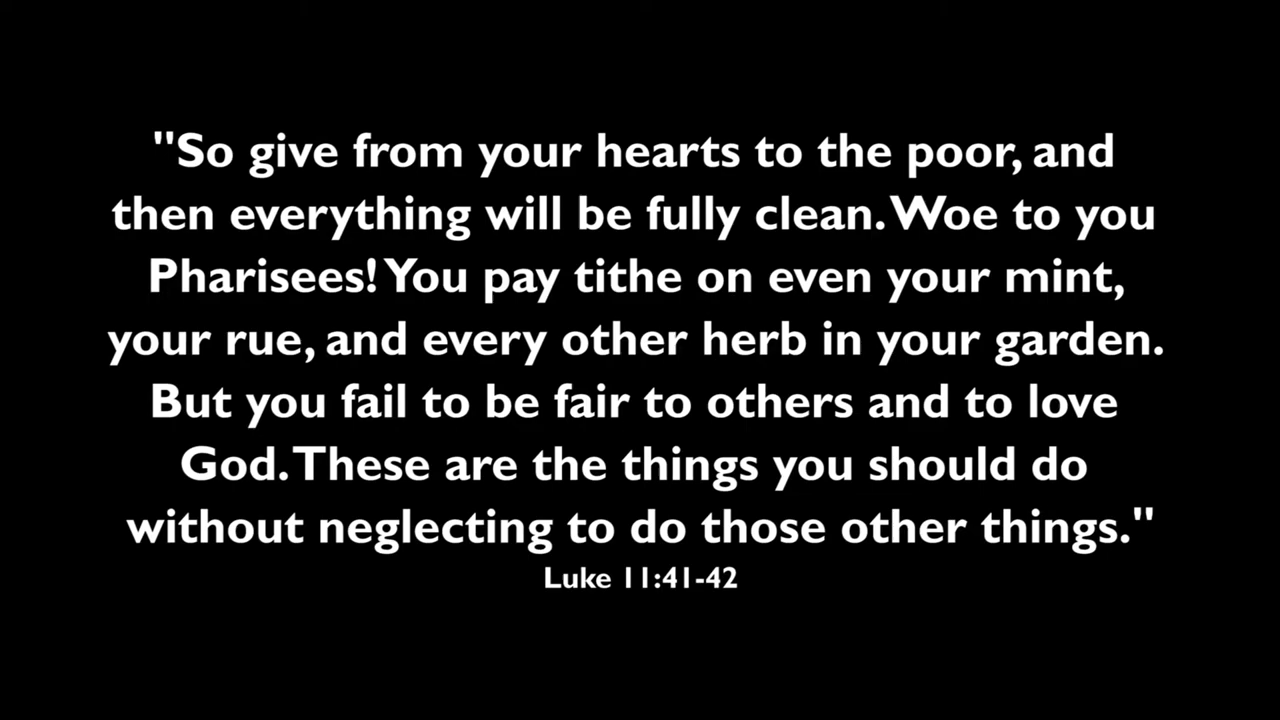 "So give from your hearts to the poor, and
then everything will be fully clean. Woe to you
Pharisees! You pay tithe on even your mint,
your rue, and every other herb in your garden.
But you fail to be fair to others and to love
God. These are the things you should do
without neglecting to do those other things."
Luke 11:41-42